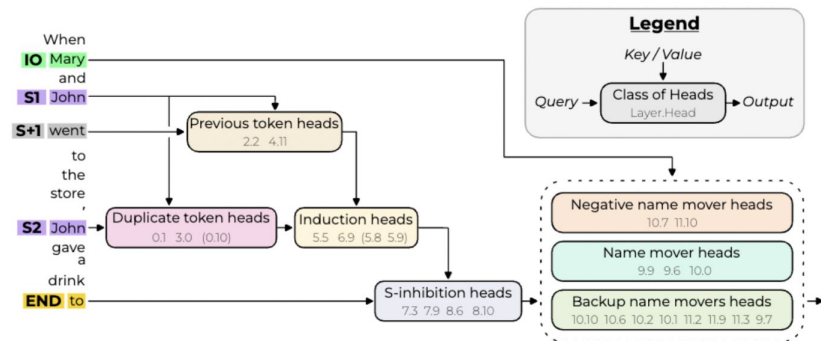 When
IO Mary
and
S1 John
S+1 went
to
the
store
,
S2 John
gave
a
drink
END to
Previous token heads
2.2 4.11
Duplicate token heads
0.1 3.0 (0.10)
Induction heads
5.5 6.9 (5.8 5.9)
S-inhibition heads
7.3 7.9 8.6 8.10
Negative name mover heads
10.7 11.10
Name mover heads
9.9 9.6 10.0
Backup name movers heads
10.10 10.6 10.2 10.1 11.2 11.9 11.3 9.7
Legend
Key / Value
Query
Class of Heads
Layer.Head
Output